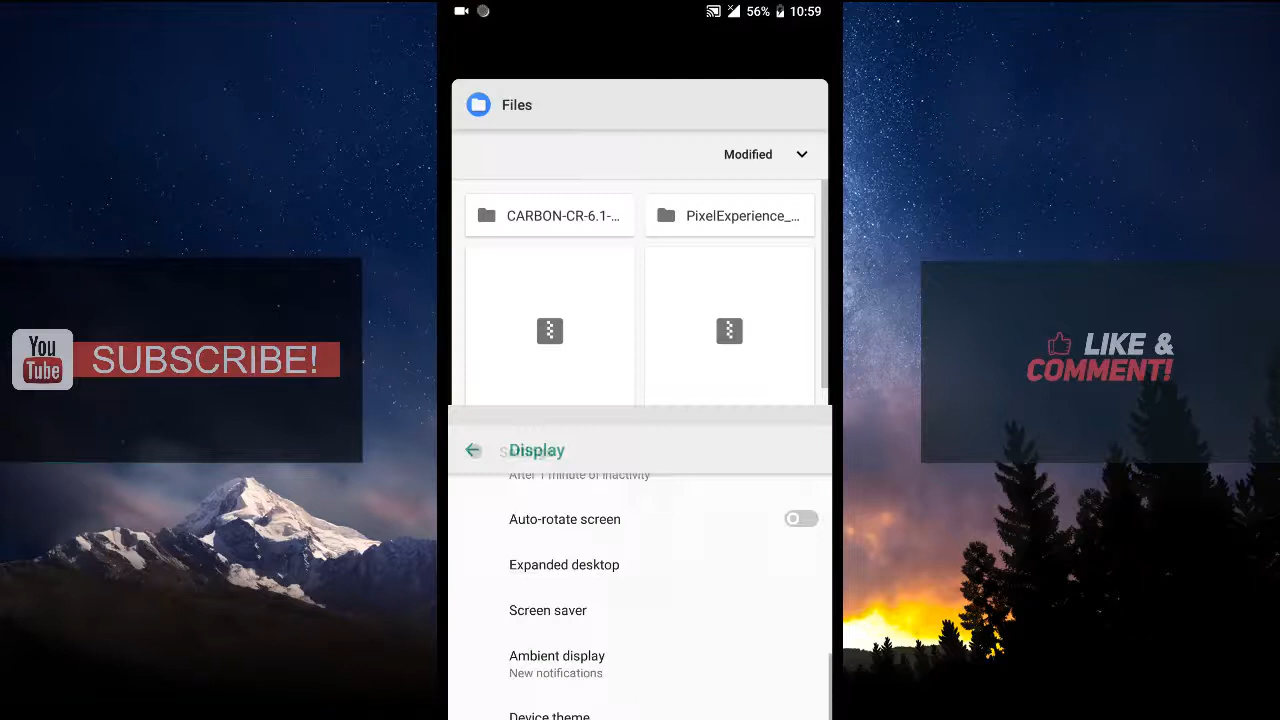 56%
10:59
Files
Modified
CARBON-CR-6.1-...
PixelExperience_...
You
Tube
SUBSCRIBE!
LIKE &
COMMENT!
Display
After 1 minute of inactivity
Auto-rotate screen
Expanded desktop
Screen saver
Ambient display
New notifications
Device theme